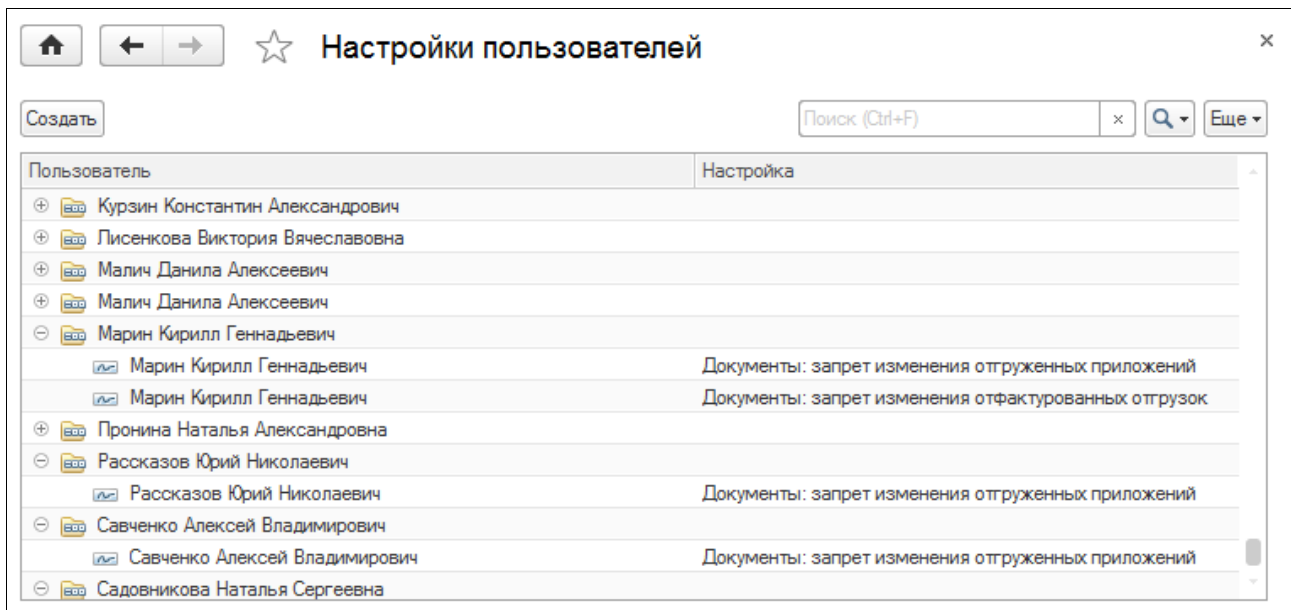 Настройки пользователей
Создать
Поиск (Ctrl+F)
Еще
Пользователь Настройка
Курзин Константин Александрович
Лисенкова Виктория Вячеславовна
Малич Данила Алексеевич
Малич Данила Алексеевич
Марин Кирилл Геннадьевич
Марин Кирилл Геннадьевич Документы: запрет изменения отгруженных приложений
Марин Кирилл Геннадьевич Документы: запрет изменения отфактурованных отгрузок
Пронина Наталья Александровна
Рассказов Юрий Николаевич
Рассказов Юрий Николаевич Документы: запрет изменения отгруженных приложений
Савченко Алексей Владимирович
Савченко Алексей Владимирович Документы: запрет изменения отгруженных приложений
Садовникова Наталья Сергеевна